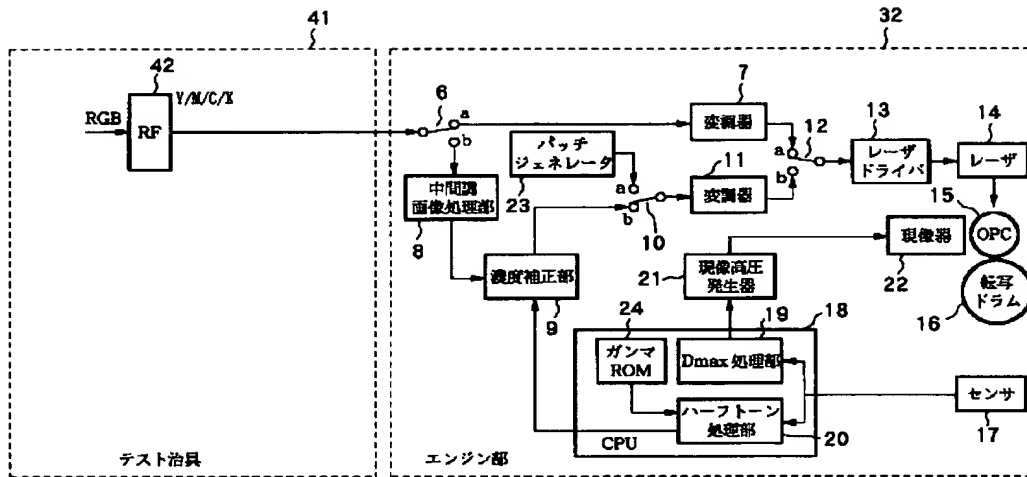 41
32
42
Y/M/C/K
RGB
RF
6
a
b
7
変調器
12
a
b
13
レーザ
ドライバ
14
レーザ
パッチ
ジェネレータ
23
11
変調器
a
b
10
中間調
画像処理部
8
15
OPC
現像器
22
転写
ドラム
16
濃度補正部
9
21
現像高圧
発生器
24
ガンマ
ROM
19
18
Dmax 処理部
ハーフトーン
処理部
20
CPU
センサ
17
テスト治具
エンジン部